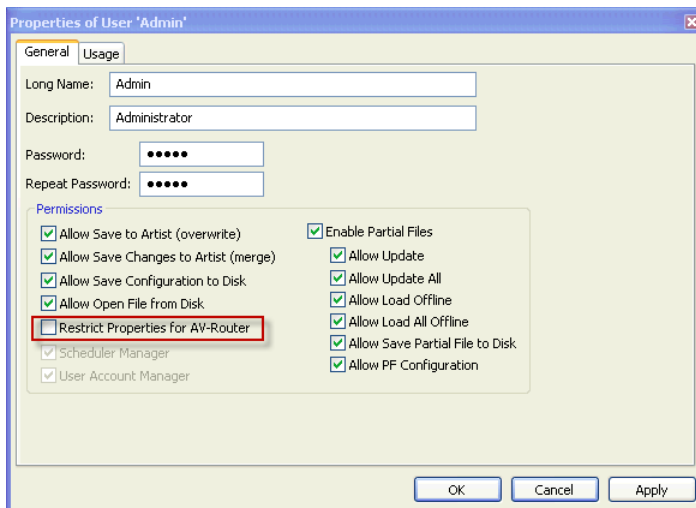 Properties of User 'Admin'
General Usage
Long Name: Admin
Description: Administrator
Password: •••••
Repeat Password: •••••
Permissions
Allow Save to Artist (overwrite)
Allow Save Changes to Artist (merge)
Allow Save Configuration to Disk
Allow Open File from Disk
Restrict Properties for AV-Router
Scheduler Manager
User Account Manager
Enable Partial Files
Allow Update
Allow Update All
Allow Load Offline
Allow Load All Offline
Allow Save Partial File to Disk
Allow PF Configuration
OK Cancel Apply